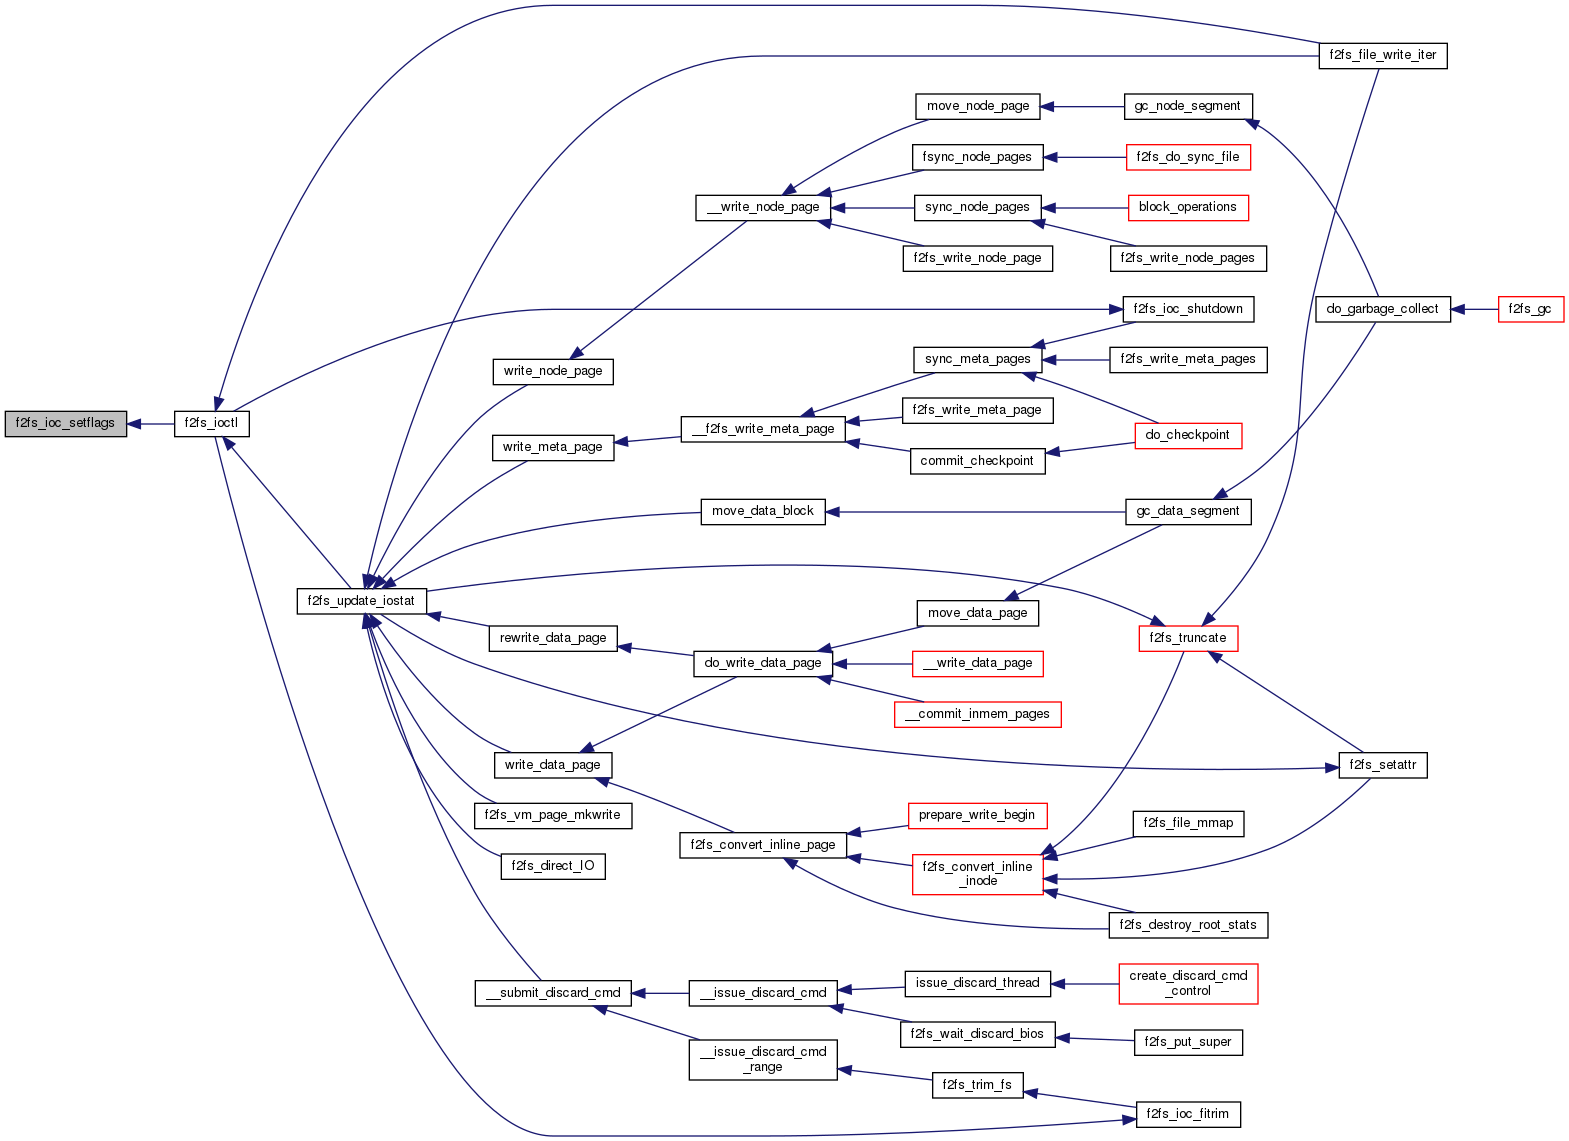 f2fs_file_write_iter
move_node_page
gc_node_segment
fsync_node_pages
f2fs_do_sync_file
__write_node_page
sync_node_pages
block_operations
f2fs_write_node_page
f2fs_write_node_pages
f2fs_ioc_shutdown
do_garbage_collect
f2fs_gc
write_node_page
sync_meta_pages
f2fs_write_meta_pages
f2fs_ioc_setflags
f2fs_ioctl
f2fs_write_meta_page
__f2fs_write_meta_page
do_checkpoint
write_meta_page
commit_checkpoint
move_data_block
gc_data_segment
f2fs_update_iostat
move_data_page
rewrite_data_page
f2fs_truncate
do_write_data_page
__write_data_page
__commit_inmem_pages
write_data_page
f2fs_setattr
f2fs_vm_page_mkwrite
prepare_write_begin
f2fs_file_mmap
f2fs_convert_inline_page
f2fs_direct_IO
f2fs_convert_inline
_inode
f2fs_destroy_root_stats
__submit_discard_cmd
__issue_discard_cmd
issue_discard_thread
create_discard_cmd
_control
f2fs_wait_discard_bios
f2fs_put_super
__issue_discard_cmd
_range
f2fs_trim_fs
f2fs_ioc_fitrim